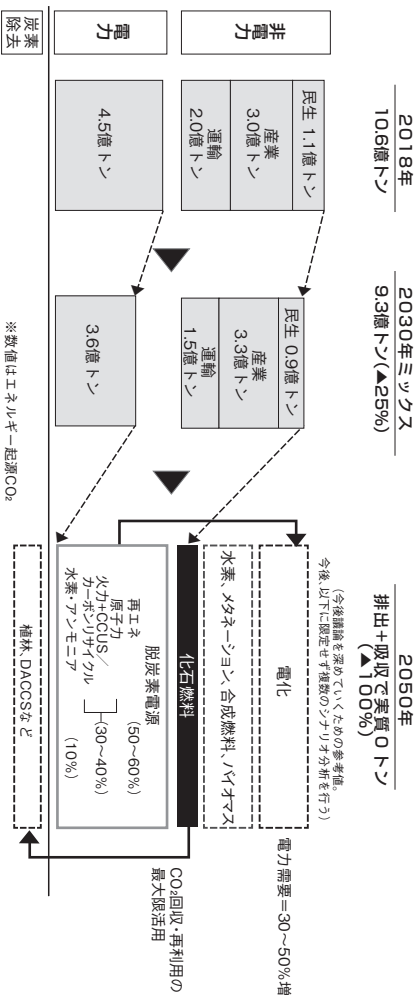 2018年
10.6億トン
2030年ミックス
9.3億トン(▲25%)
2050年
排出+吸収で実質0トン
(▲100%)
(今後議論を深めていくための参考値。
今後、以下に限定せず複数のシナリオ分析を行う)
非
電力
民生 1.1億トン
産業
3.0億トン
運輸
2.0億トン
民生 0.9億トン
産業
3.3億トン
運輸
1.5億トン
電化
電力需要=30~50%増
水素、メタネーション、合成燃料、バイオマス
化石燃料
CO₂回収・再利用の
最大限活用
電
力
4.5億トン
3.6億トン
脱炭素電源
再エネ (50~60%)
原子力
火力+CCUS/
カーボンリサイクル
(30~40%)
水素・アンモニア (10%)
炭素
除去
植林、DACCSなど
※数値はエネルギー起源CO₂